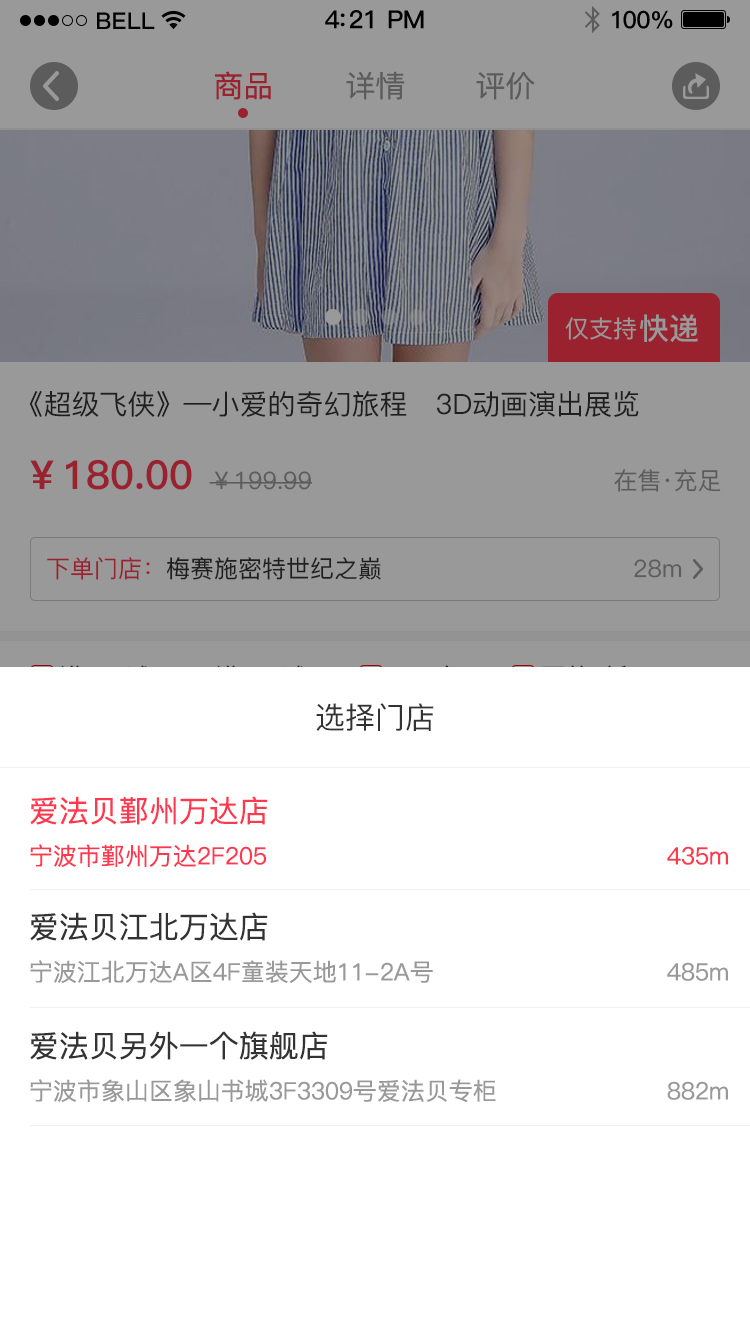 BELL 4:21 PM 100%
商品 详情 评价
仅支持快递
《超级飞侠》—小爱的奇幻旅程 3D动画演出展览
¥ 180.00 ¥ 199.99 在售·充足
下单门店: 梅赛施密特世纪之巅 28m
选择门店
爱法贝鄞州万达店
宁波市鄞州万达2F205 435m
爱法贝江北万达店
宁波江北万达A区4F童装天地11-2A号 485m
爱法贝另外一个旗舰店
宁波市象山区象山书城3F3309号爱法贝专柜 882m